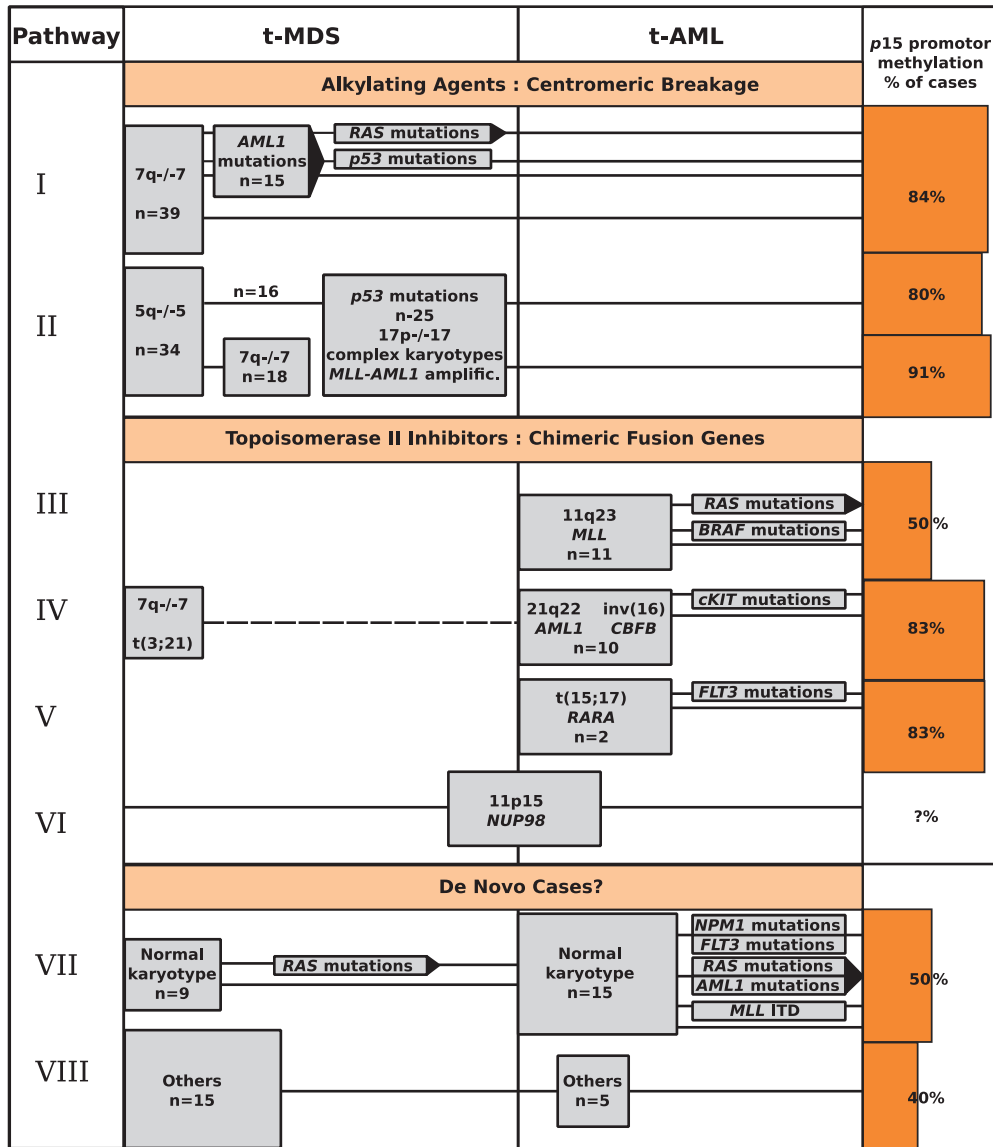 Pathway
t-MDS
t-AML
p15 promotor
methylation
% of cases
Alkylating Agents : Centromeric Breakage
I
7q-/-7
n=39
AML1
mutations
n=15
RAS mutations
p53 mutations
84%
II
5q-/-5
n=34
n=16
7q-/-7
n=18
p53 mutations
n-25
17p-/-17
complex karyotypes
MLL-AML1 amplific.
80%
91%
Topoisomerase II Inhibitors : Chimeric Fusion Genes
III
11q23
MLL
n=11
RAS mutations
BRAF mutations
50%
IV
7q-/-7
t(3;21)
21q22 inv(16)
AML1 CBFB
n=10
cKIT mutations
83%
V
t(15;17)
RARA
n=2
FLT3 mutations
83%
VI
11p15
NUP98
?%
De Novo Cases?
VII
Normal
karyotype
n=9
RAS mutations
Normal
karyotype
n=15
NPM1 mutations
FLT3 mutations
RAS mutations
AML1 mutations
MLL ITD
50%
VIII
Others
n=15
Others
n=5
40%